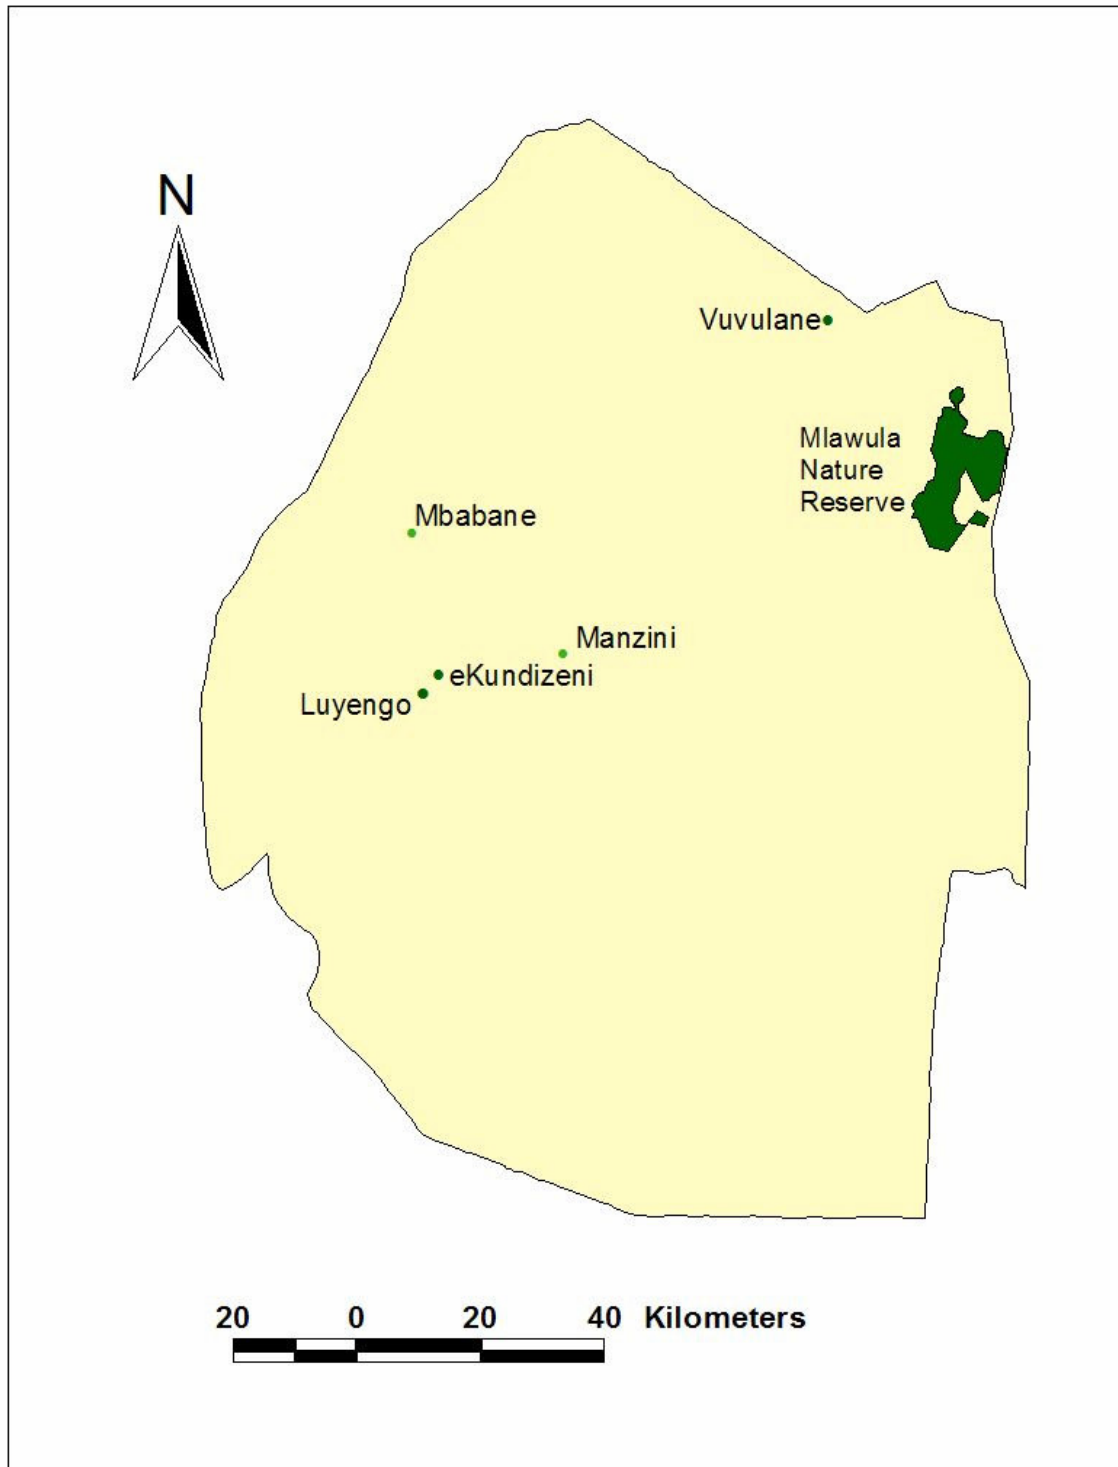 N
Vuvulane
Mlawula
Nature
Reserve
Mbabane
Manzini
eKundizeni
Luyengo
20 0 20 40 Kilometers